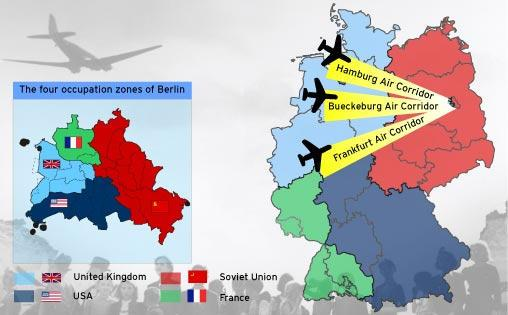 The four occupation zones of Berlin
Hamburg Air Corridor
Bueckeburg Air Corridor
Frankfurt Air Corridor
United Kingdom
Soviet Union
USA
France